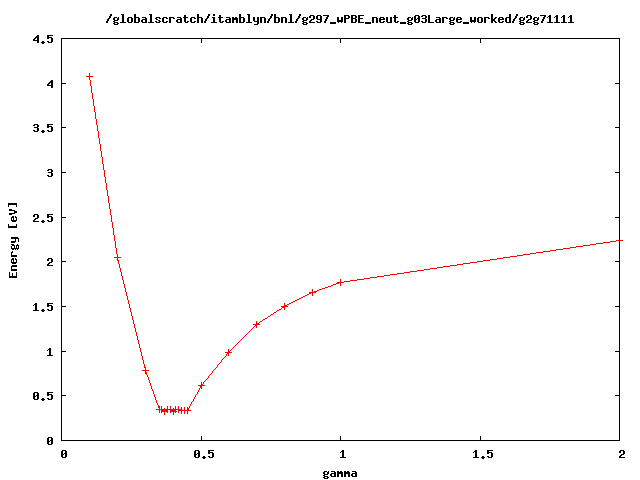 /globalscratch/itamblyn/bnl/g297_wPBE_neut_g03Large_worked/g2g71111
4.5
4
3.5
3
2.5
2
1.5
1
0.5
0
Energy [eV]
0 0.5 1 1.5 2
gamma